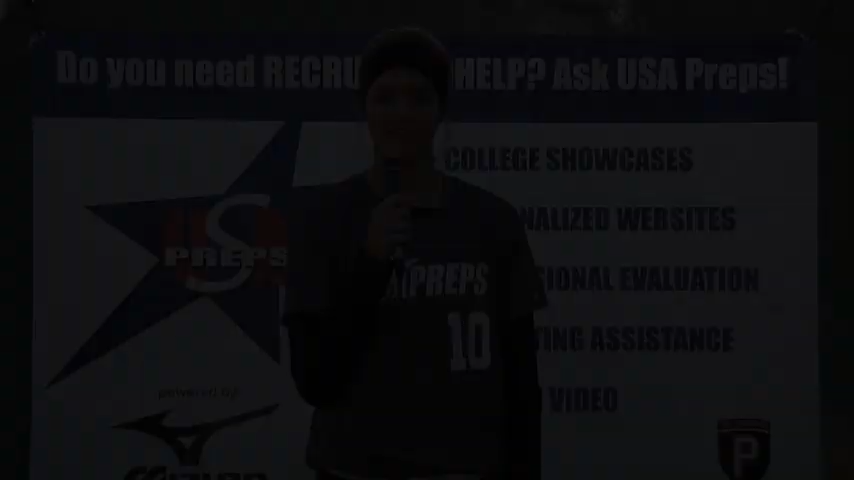 Do you need RECRU HELP? Ask USA Preps!
COLLEGE SHOWCASES
NALIZED WEBSITES
S
PREPS
SIONAL EVALUATION
PREPS
10
TING ASSISTANCE
VIDEO
powered by
P